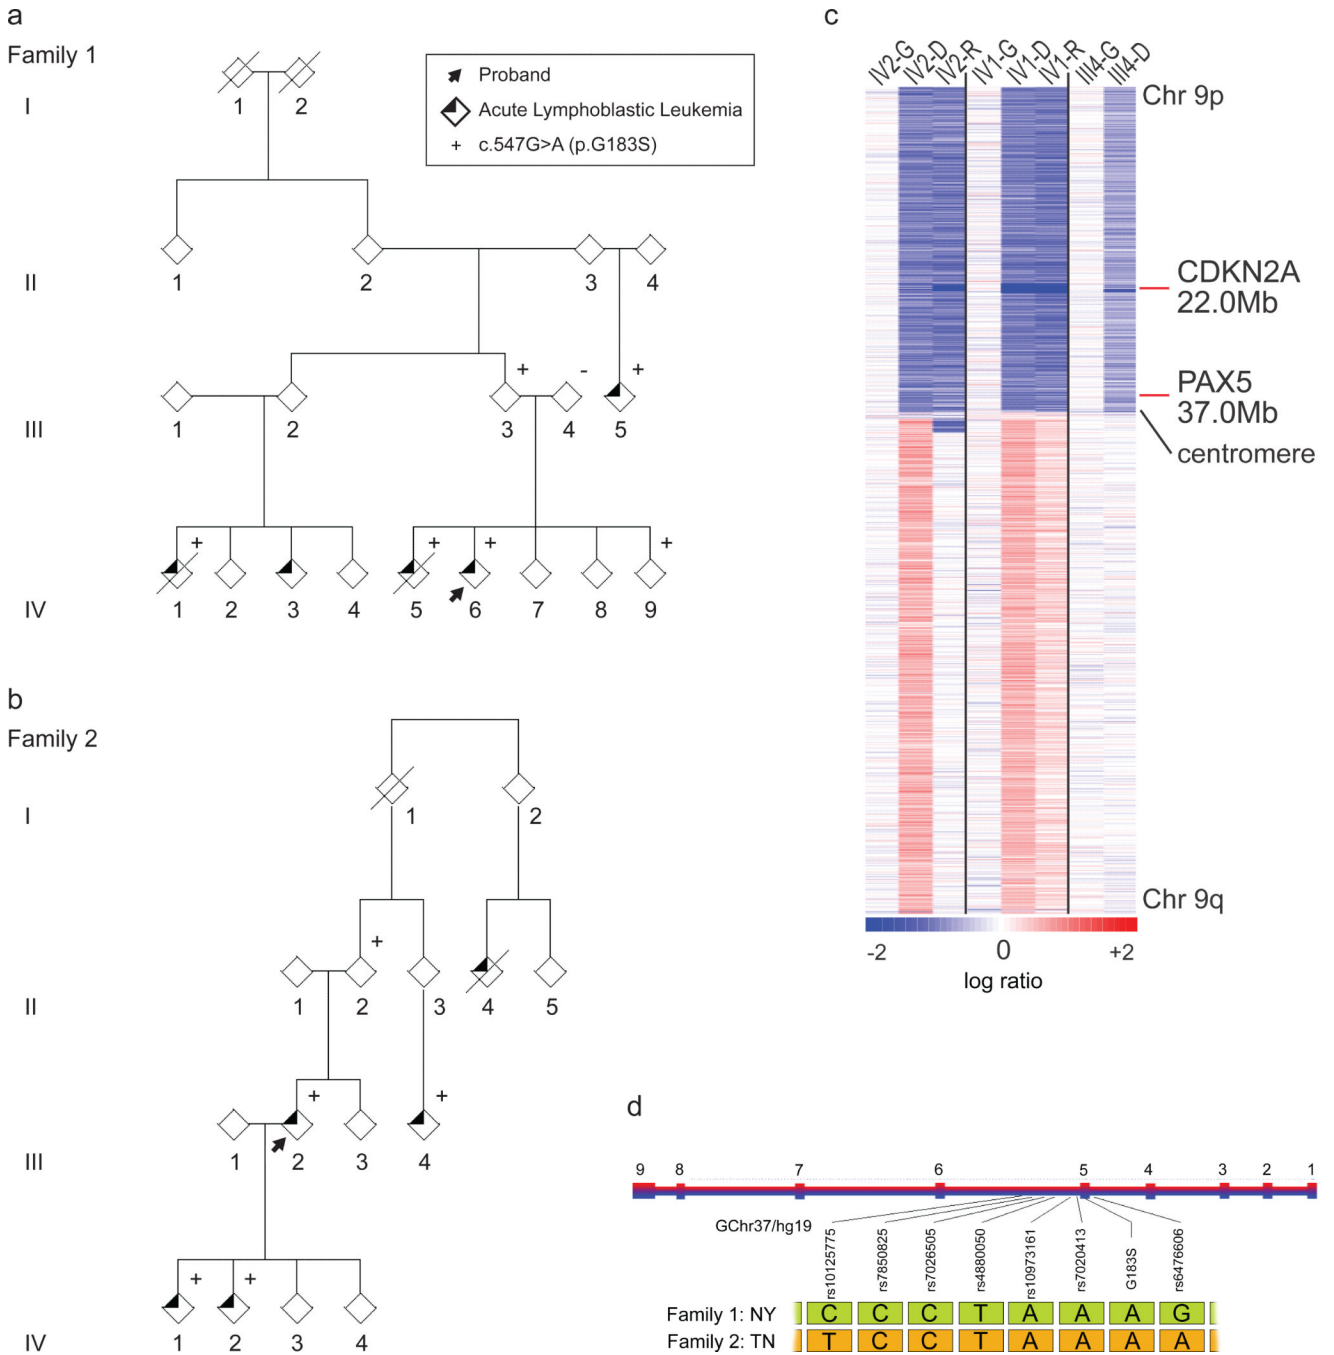 a
Family 1
Proband
Acute Lymphoblastic Leukemia
+ c.547G>A (p.G183S)
I
1 2
II
1 2 3 4
+ - +
III
1 2 3 4 5
+ + + +
IV
1 2 3 4 5 6 7 8 9
b
Family 2
I
1 2
+
II
1 2 3 4 5
+ +
III
1 2 3 4
+ +
IV
1 2 3 4
c
IV2-G IV2-D IV2-R IV1-G IV1-D IV1-R III4-G III4-D
Chr 9p
CDKN2A
22.0Mb
PAX5
37.0Mb
centromere
Chr 9q
-2 0 +2
log ratio
d
9 8 7 6 5 4 3 2 1
GChr37/hg19
rs10125775 rs7850825 rs7026505 rs4880050 rs10973161 rs7020413 G183S rs6476606
Family 1: NY C C C T A A A G
Family 2: TN T C C T A A A A